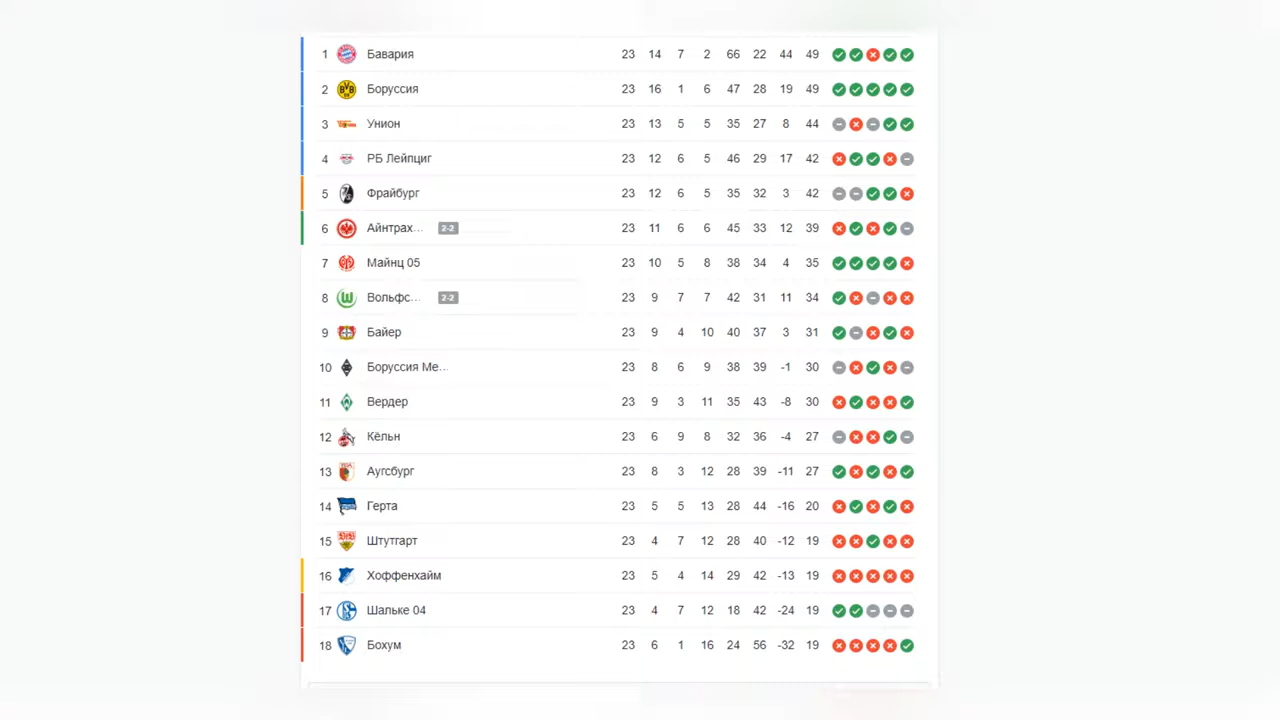 1 Бавария 23 14 7 2 66 22 44 49
2 Боруссия 23 16 1 6 47 28 19 49
3 Унион 23 13 5 5 35 27 8 44
4 РБ Лейпциг 23 12 6 5 46 29 17 42
5 Фрайбург 23 12 6 5 35 32 3 42
6 Айнтрах... 2-2 23 11 6 6 45 33 12 39
7 Майнц 05 23 10 5 8 38 34 4 35
8 Вольфс... 2-2 23 9 7 7 42 31 11 34
9 Байер 23 9 4 10 40 37 3 31
10 Боруссия Ме... 23 8 6 9 38 39 -1 30
11 Вердер 23 9 3 11 35 43 -8 30
12 Кёльн 23 6 9 8 32 36 -4 27
13 Аугсбург 23 8 3 12 28 39 -11 27
14 Герта 23 5 5 13 28 44 -16 20
15 Штутгарт 23 4 7 12 28 40 -12 19
16 Хоффенхайм 23 5 4 14 29 42 -13 19
17 Шальке 04 23 4 7 12 18 42 -24 19
18 Бохум 23 6 1 16 24 56 -32 19